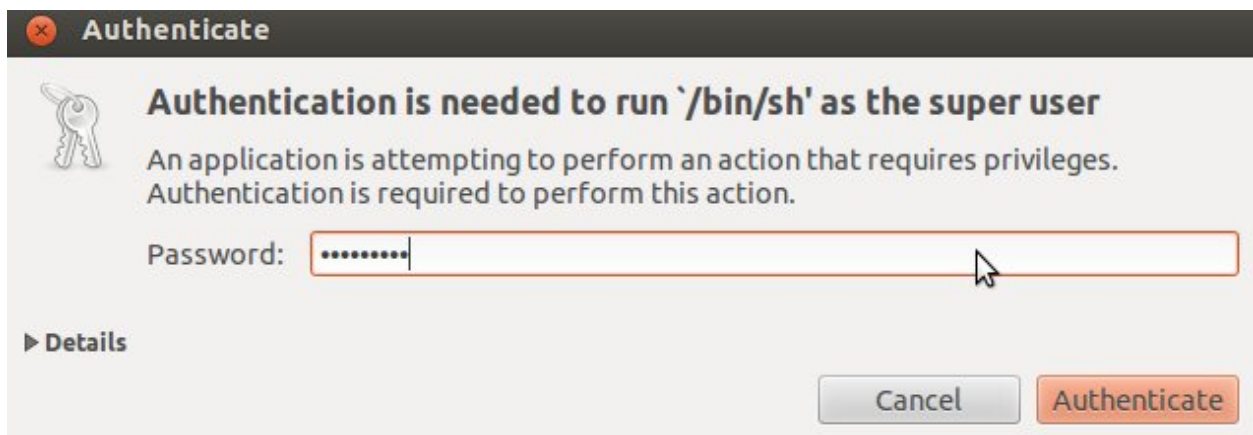 Authenticate
Authentication is needed to run `/bin/sh' as the super user
An application is attempting to perform an action that requires privileges.
Authentication is required to perform this action.
Password: •••••••••
Details
Cancel Authenticate